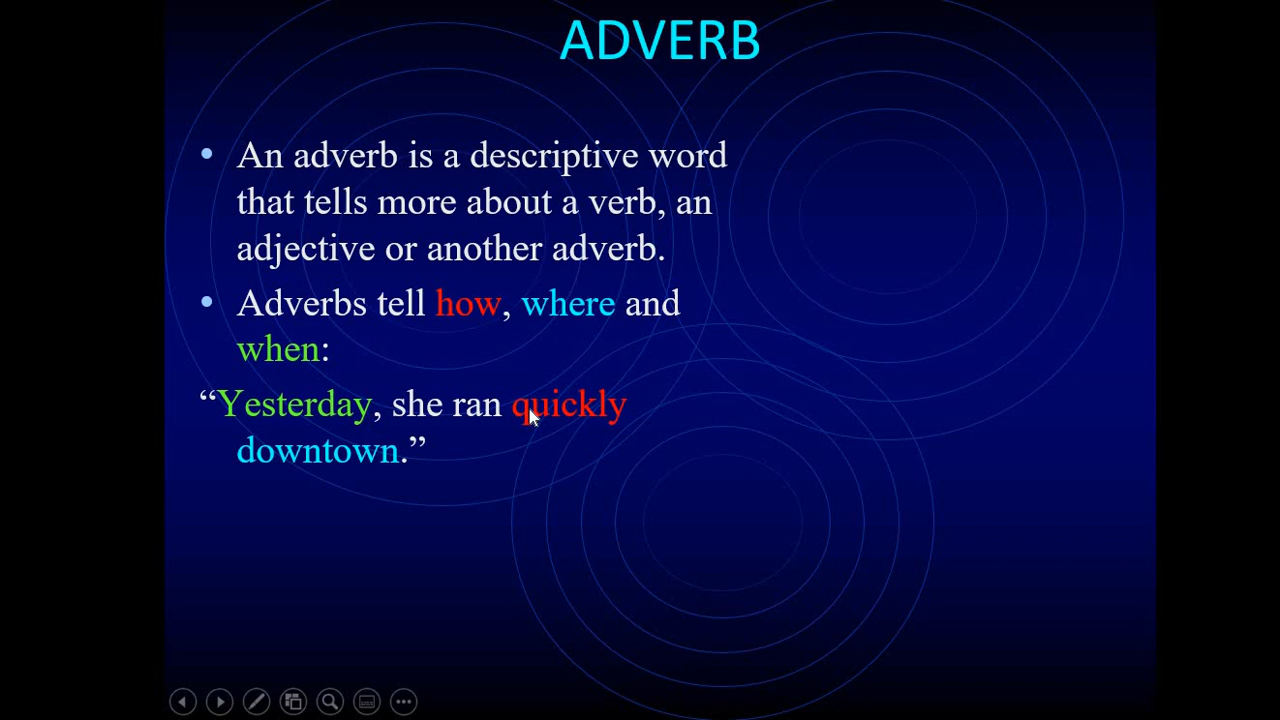 ADVERB
• An adverb is a descriptive word
that tells more about a verb, an
adjective or another adverb.
• Adverbs tell how, where and
when:
“Yesterday, she ran quickly
downtown.”